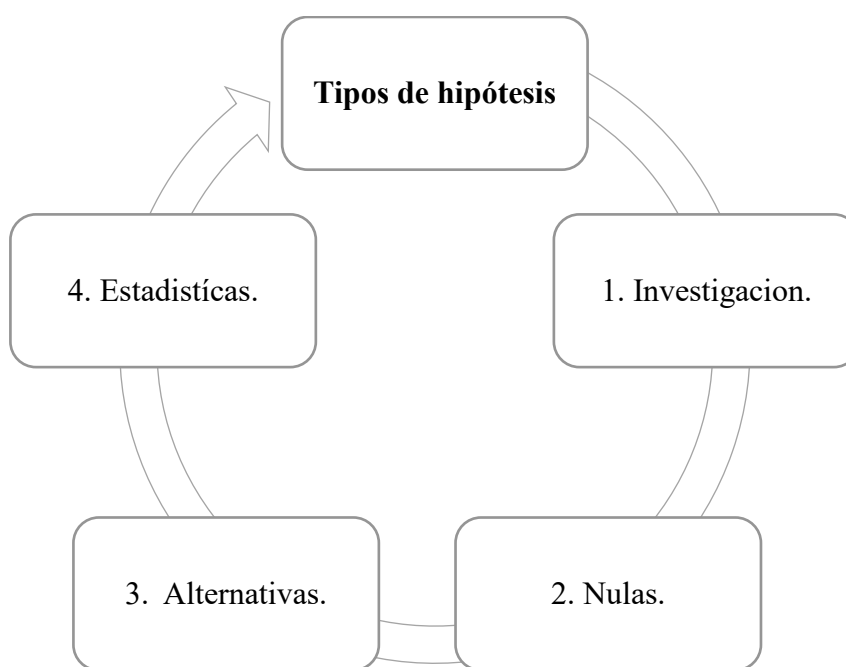 Tipos de hipótesis
1. Investigacion.
2. Nulas.
3. Alternativas.
4. Estadistícas.